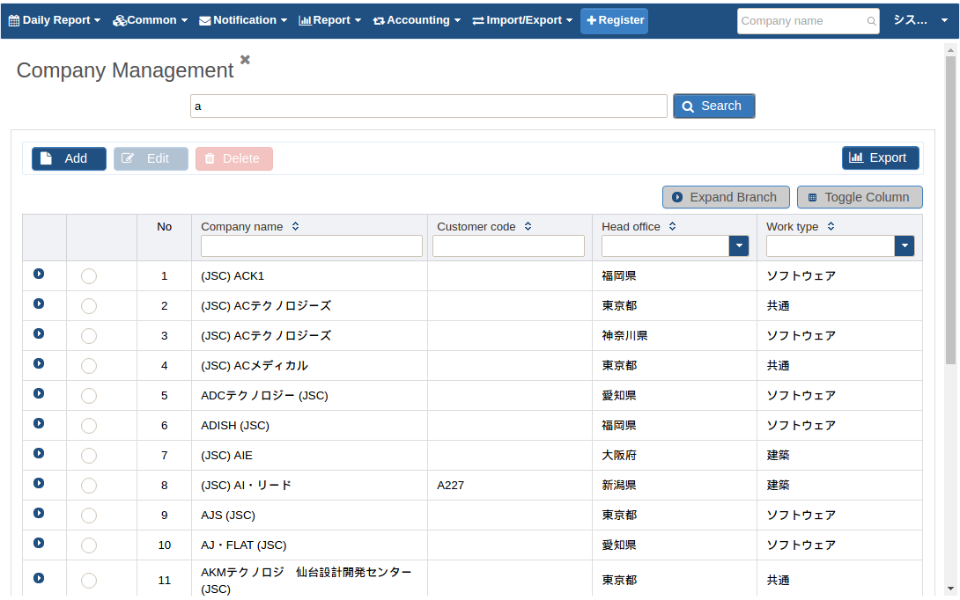 Daily Report Common Notification Report Accounting Import/Export Register Company name シス...
Company Management
a Search
Add Edit Delete Export
Expand Branch Toggle Column
No Company name Customer code Head office Work type
1 (JSC) ACK1 福岡県 ソフトウェア
2 (JSC) ACテクノロジーズ 東京都 共通
3 (JSC) ACテクノロジーズ 神奈川県 ソフトウェア
4 (JSC) ACメディカル 東京都 共通
5 ADCテクノロジー (JSC) 愛知県 ソフトウェア
6 ADISH (JSC) 福岡県 ソフトウェア
7 (JSC) AIE 大阪府 建築
8 (JSC) AI・リード A227 新潟県 建築
9 AJS (JSC) 東京都 ソフトウェア
10 AJ・FLAT (JSC) 愛知県 ソフトウェア
11 AKMテクノロジ　仙台設計開発センター (JSC) 東京都 共通